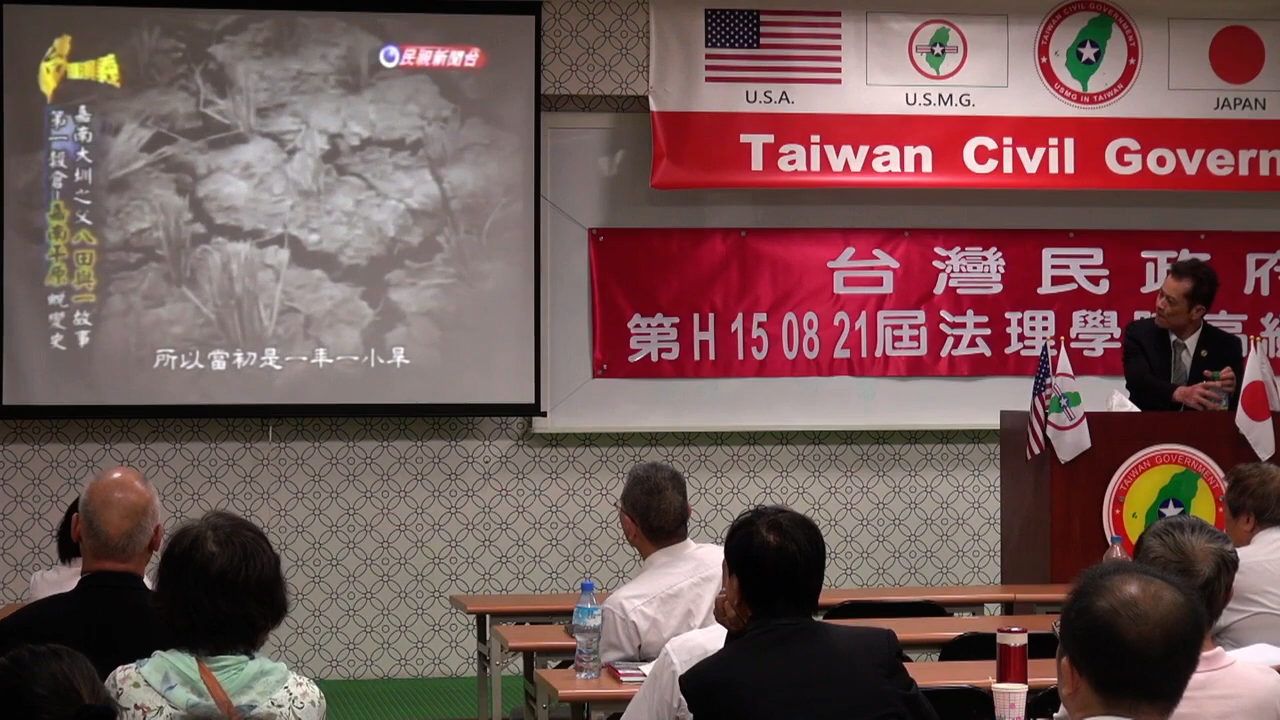 民視新聞台
嘉南大圳之父八田與一故事
第一穀倉-嘉南平原 蛻變史
所以當初是一年一小旱
U.S.A.
U.S.M.G.
TAIWAN CIVIL GOVERNMENT
USMG IN TAIWAN
JAPAN
Taiwan Civil Govern
台灣民政府
第H 15 08 21屆法理學
TAIWAN GOVERNMENT